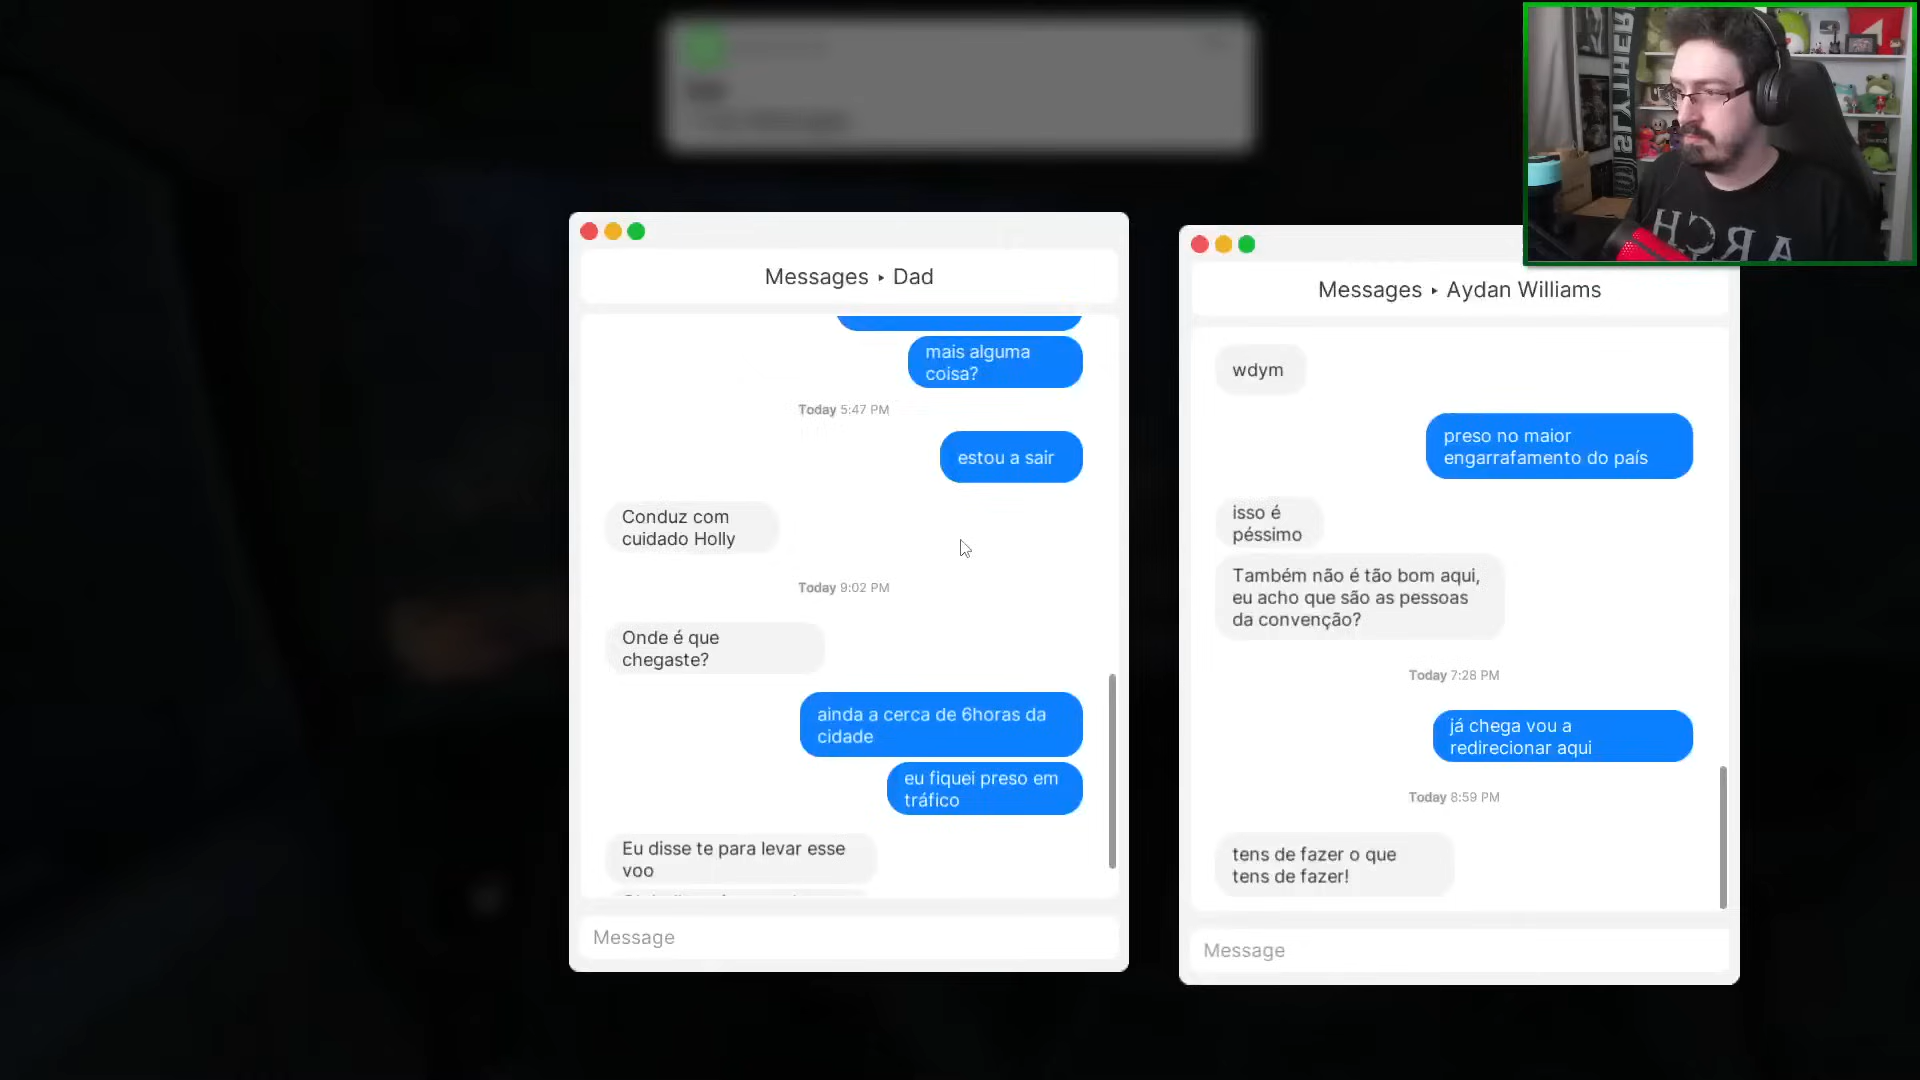 Messages ‣ Dad
mais alguma
coisa?
Today 5:47 PM
estou a sair
Conduz com
cuidado Holly
Today 9:02 PM
Onde é que
chegaste?
ainda a cerca de 6horas da
cidade
eu fiquei preso em
tráfico
Eu disse te para levar esse
voo
Message
Messages ‣ Aydan Williams
wdym
preso no maior
engarrafamento do país
isso é
péssimo
Também não é tão bom aqui,
eu acho que são as pessoas
da convenção?
Today 7:28 PM
já chega vou a
redirecionar aqui
Today 8:59 PM
tens de fazer o que
tens de fazer!
Message
SLYTHERI
ARCH